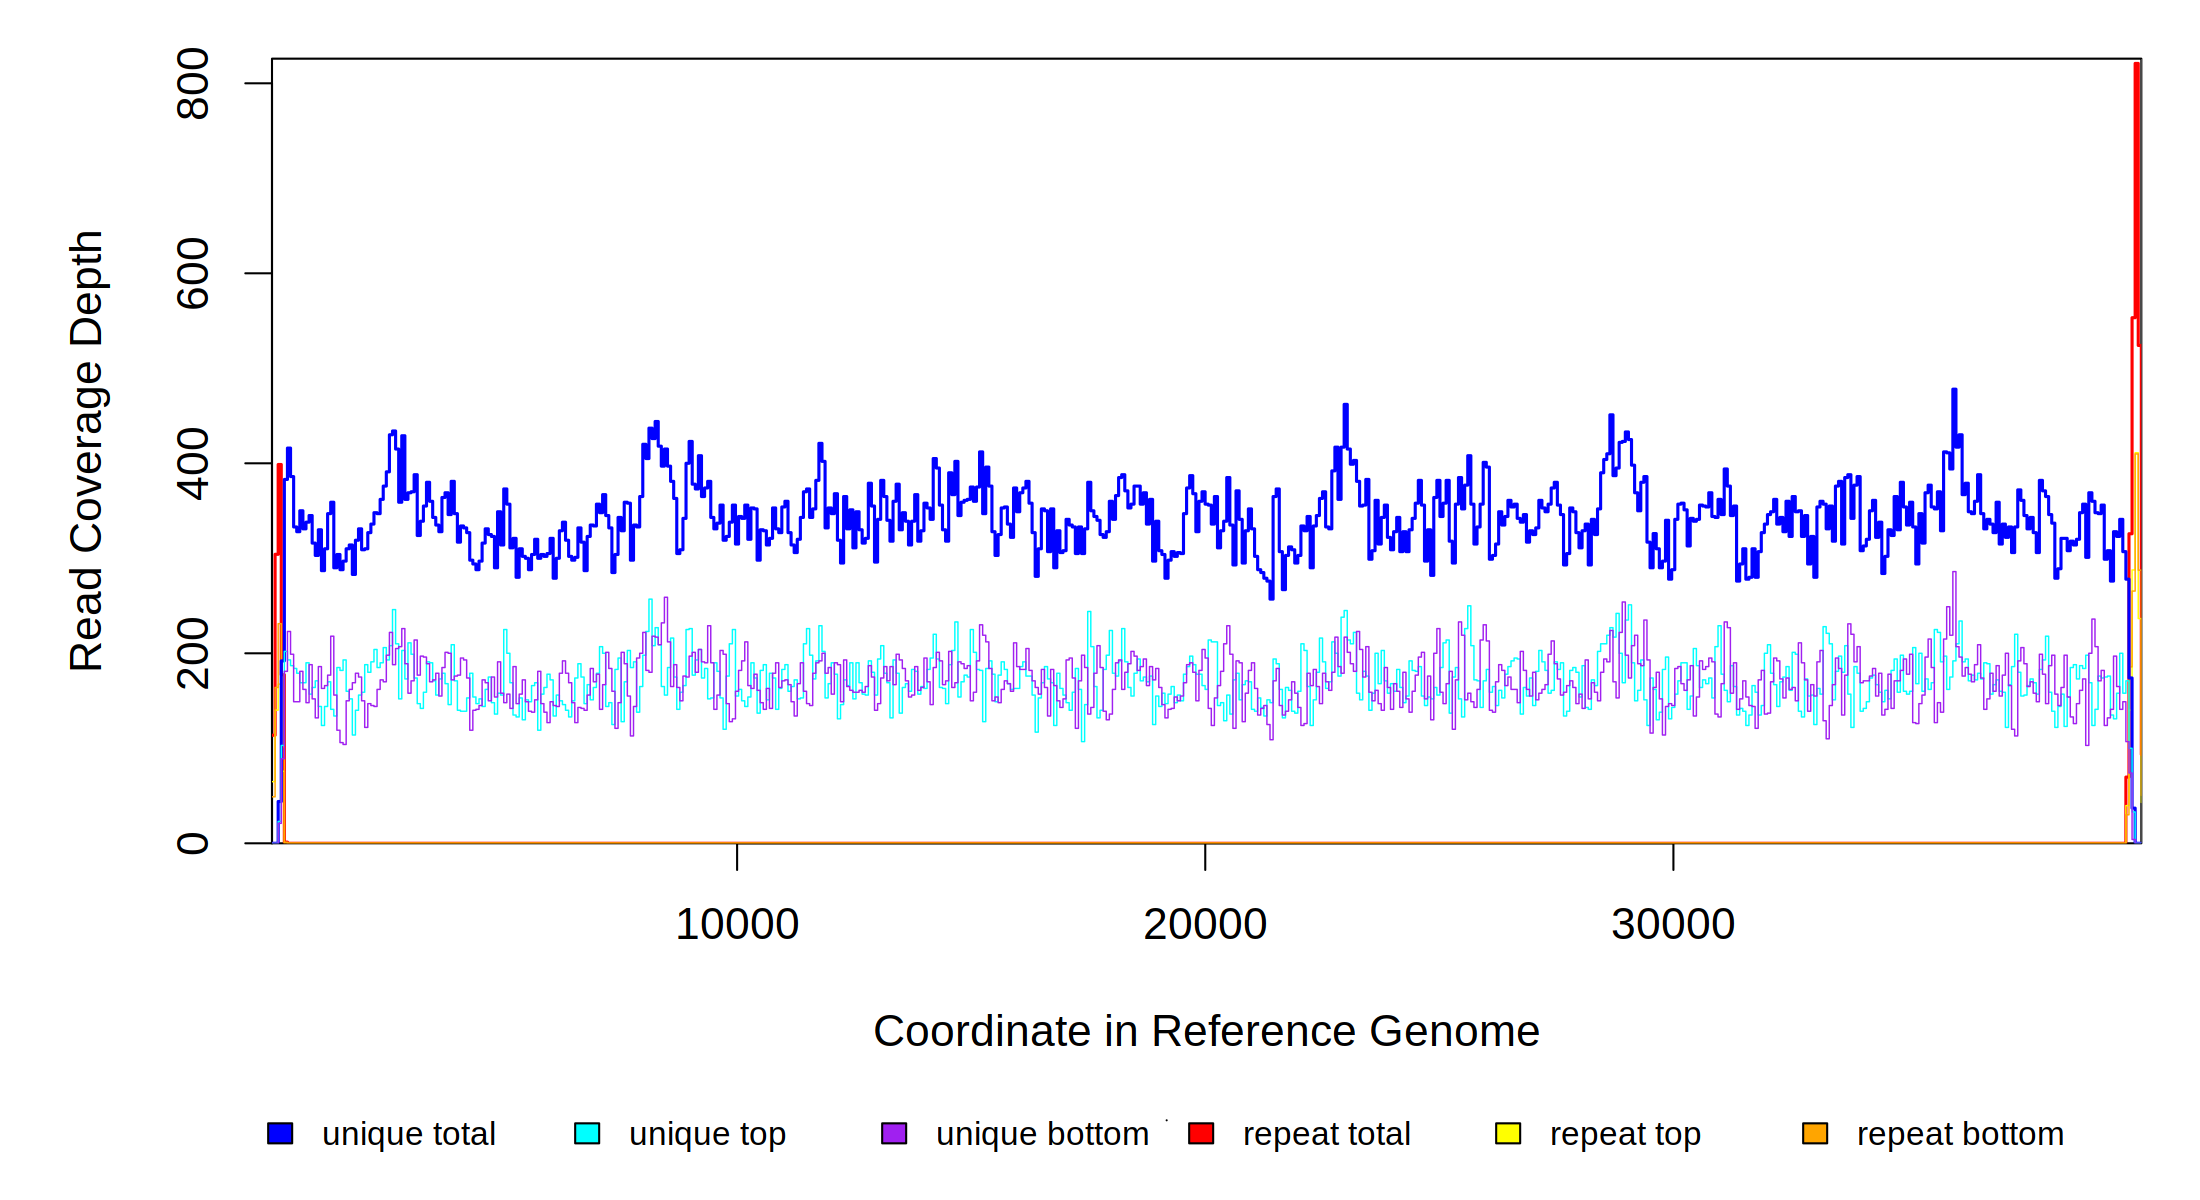 800
600
400
200
0
Read Coverage Depth
10000 20000 30000
Coordinate in Reference Genome
unique total unique top unique bottom repeat total repeat top repeat bottom